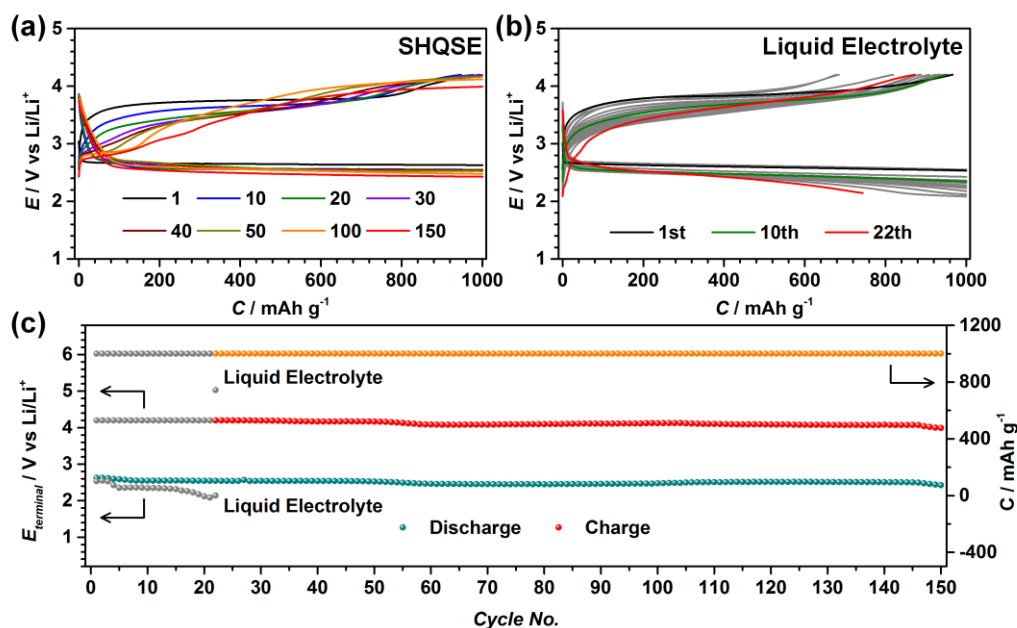 (a)
SHQSE
E / V vs Li/Li⁺
5
4
3
2
1
1 10 20 30
40 50 100 150
0 200 400 600 800 1000
C / mAh g⁻¹
(b)
Liquid Electrolyte
E / V vs Li/Li⁺
5
4
3
2
1
1st 10th 22th
0 200 400 600 800 1000
C / mAh g⁻¹
(c)
E_terminal / V vs Li/Li⁺
6
5
4
3
2
1
Liquid Electrolyte
Liquid Electrolyte
Discharge Charge
1200
800
400
0
-400
C / mAh g⁻¹
0 10 20 30 40 50 60 70 80 90 100 110 120 130 140 150
Cycle No.